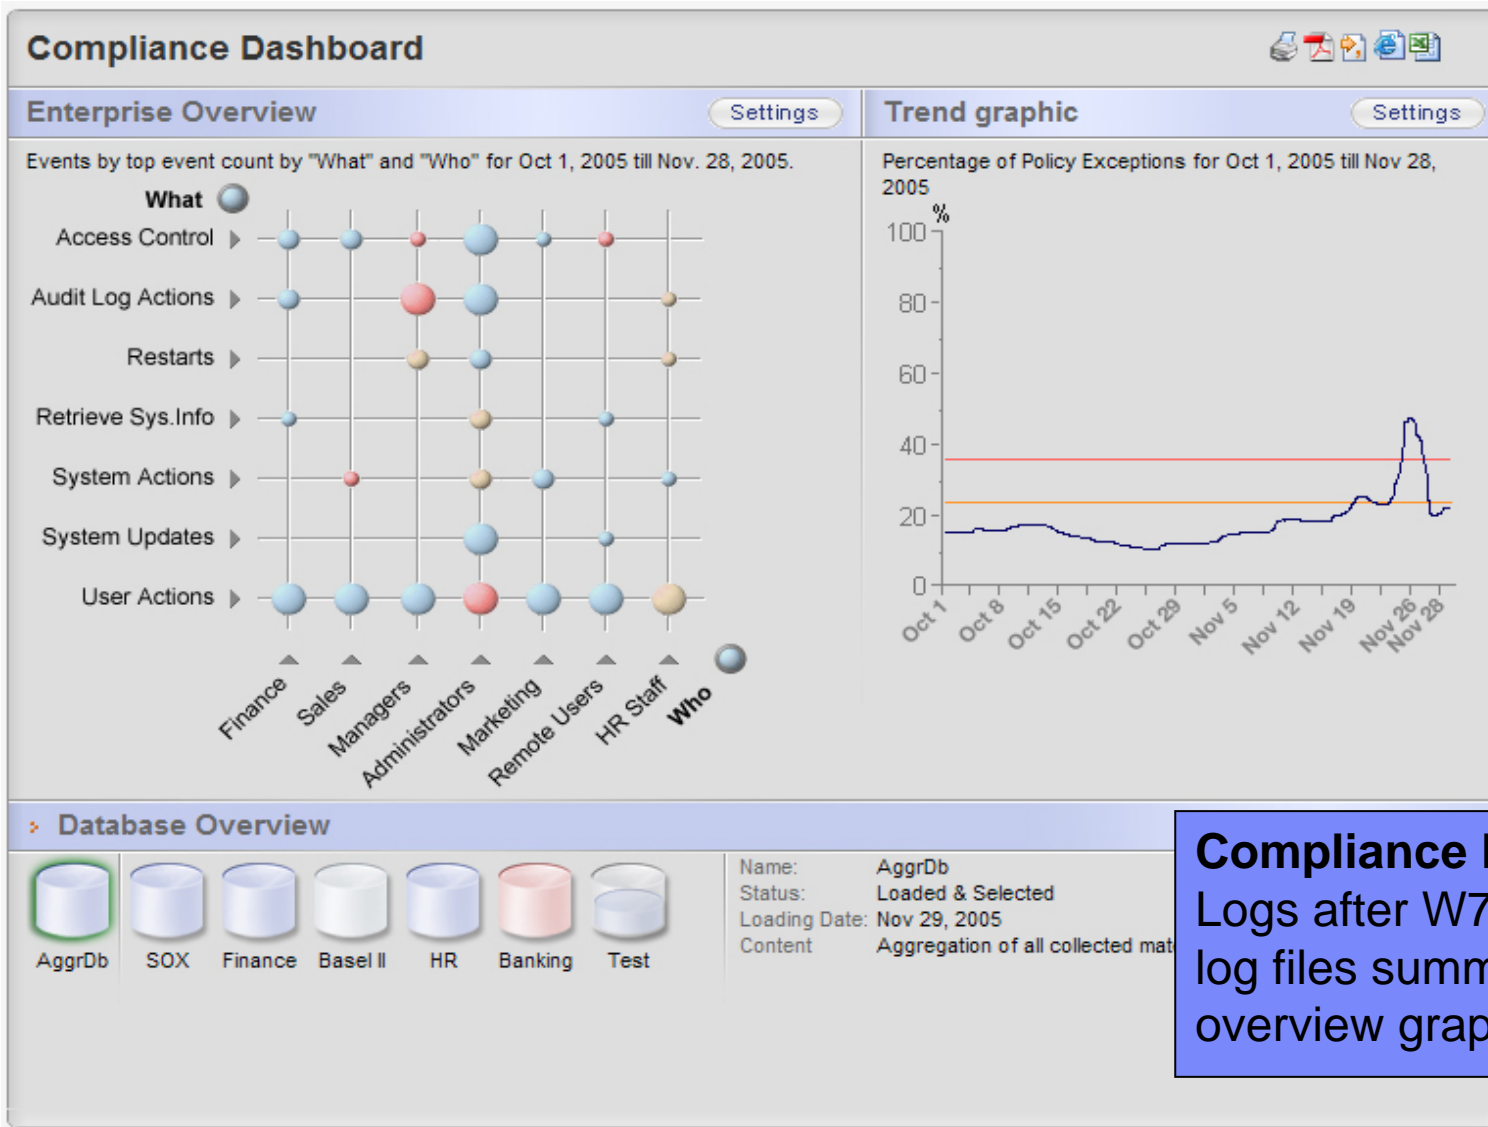 Compliance Dashboard
Enterprise Overview
Settings
Events by top event count by "What" and "Who" for Oct 1, 2005 till Nov. 28, 2005.
What
Access Control
Audit Log Actions
Restarts
Retrieve Sys.Info
System Actions
System Updates
User Actions
Finance
Sales
Managers
Administrators
Marketing
Remote Users
HR Staff
Who
Trend graphic
Settings
Percentage of Policy Exceptions for Oct 1, 2005 till Nov 28,
2005
%
100
80
60
40
20
0
Oct 1
Oct 8
Oct 15
Oct 22
Oct 29
Nov 5
Nov 12
Nov 19
Nov 26
Nov 28
Database Overview
AggrDb
SOX
Finance
Basel II
HR
Banking
Test
Name: AggrDb
Status: Loaded & Selected
Loading Date: Nov 29, 2005
Content Aggregation of all collected
Compliance
Logs after W7
log files
overview